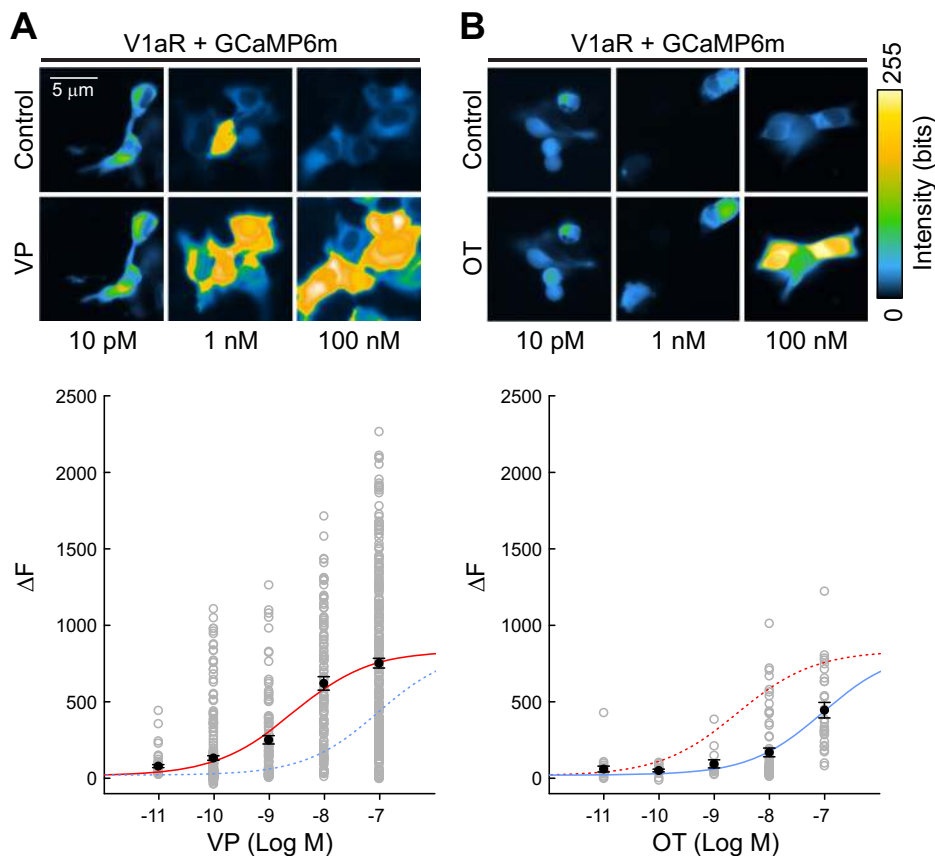 A
V1aR + GCaMP6m
Control
5 μm
VP
10 pM 1 nM 100 nM
B
V1aR + GCaMP6m
Control
OT
10 pM 1 nM 100 nM
255
Intensity (bits)
0
2500
2000
1500
1000
500
0
ΔF
-11 -10 -9 -8 -7
VP (Log M)
2500
2000
1500
1000
500
0
ΔF
-11 -10 -9 -8 -7
OT (Log M)